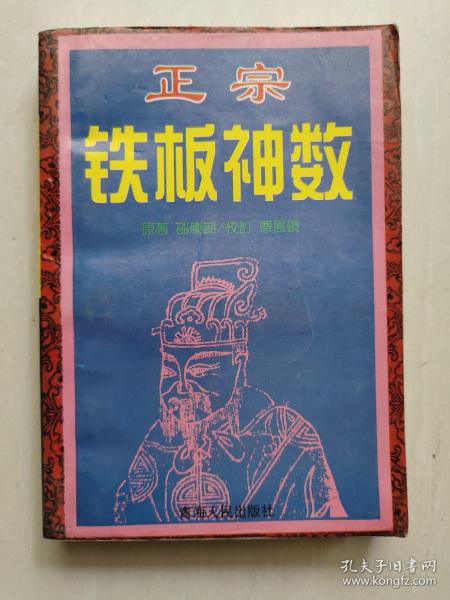 正宗
铁板神数
原著 邵康節/校訂 曹展碩
青海人民出版社
孔夫子旧书网
www.kongfz.com